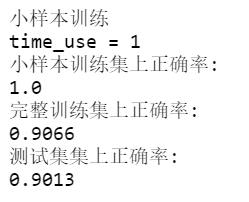 小样本训练
time_use = 1
小样本训练集上正确率:
1.0
完整训练集上正确率:
0.9066
测试集集上正确率:
0.9013